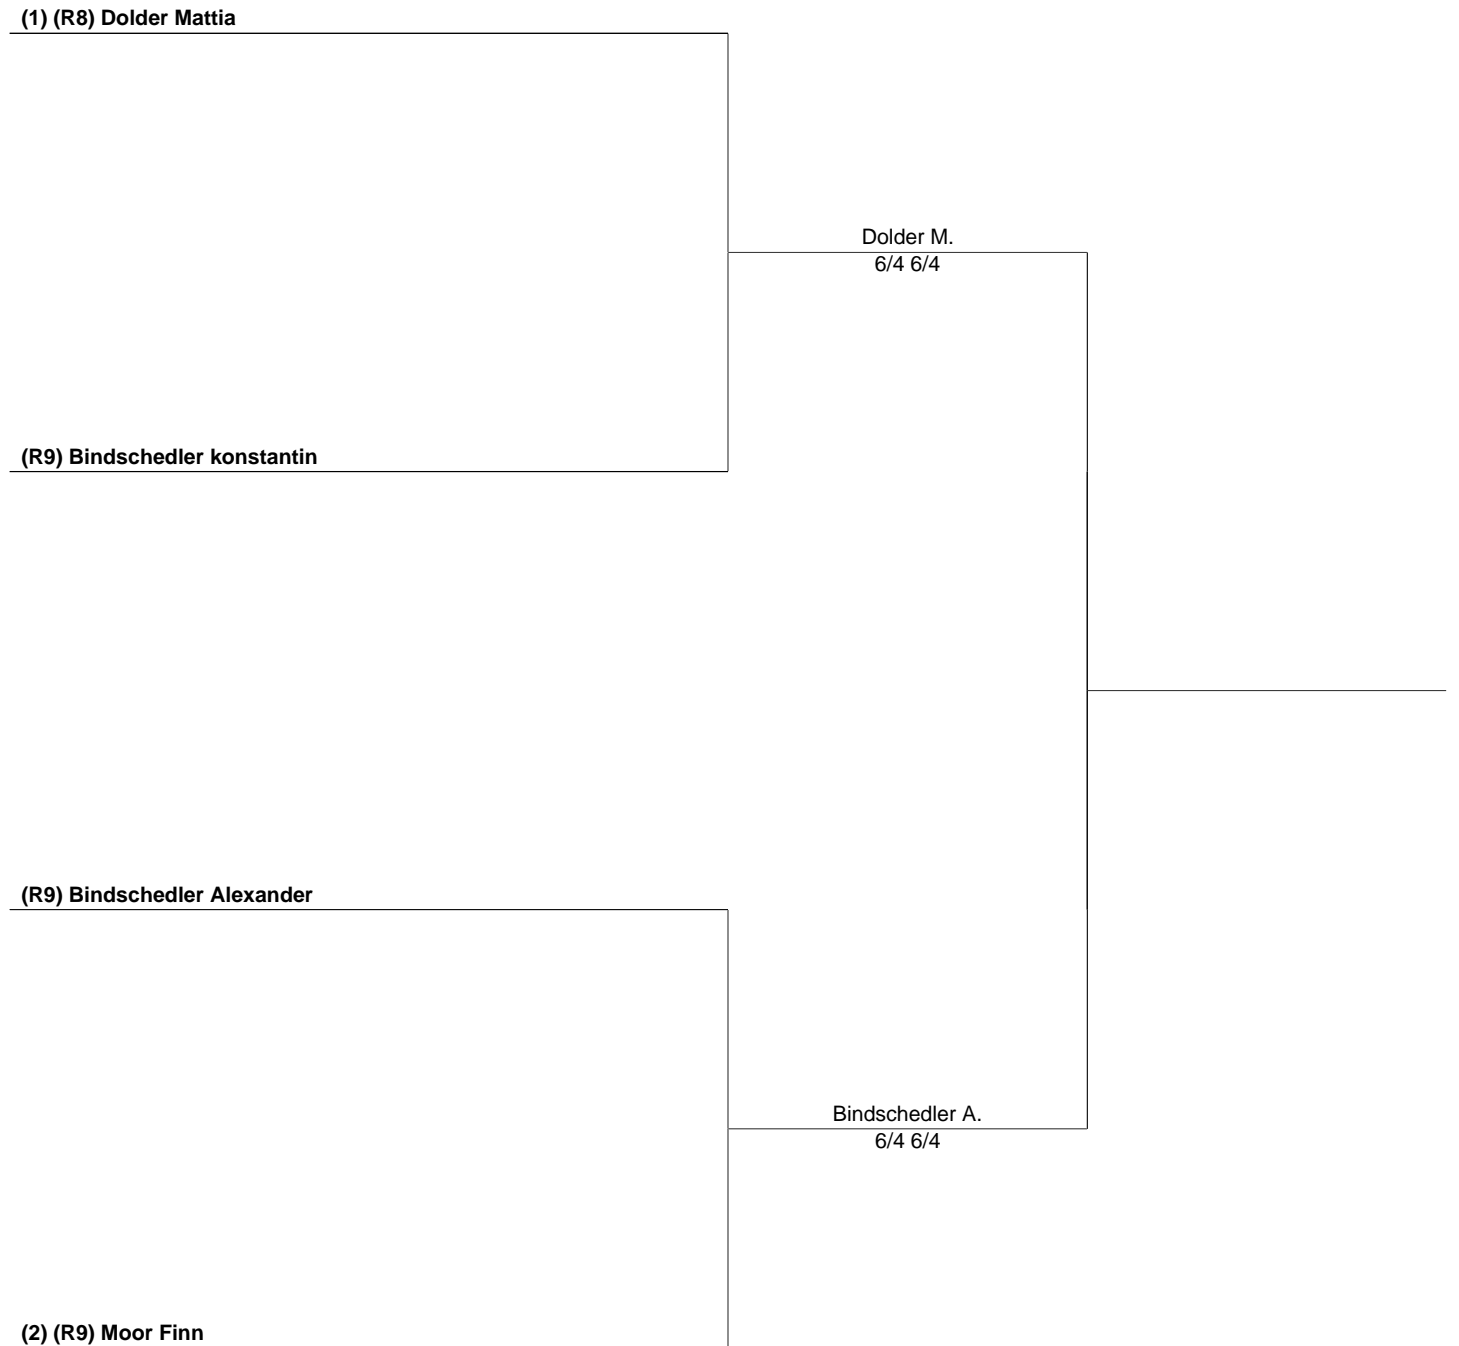 (1) (R8) Dolder Mattia
Dolder M.
6/4 6/4
(R9) Bindschedler konstantin
(R9) Bindschedler Alexander
Bindschedler A.
6/4 6/4
(2) (R9) Moor Finn